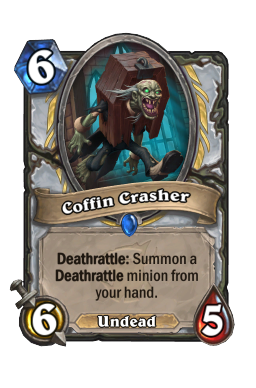 6
Coffin Crasher
Deathrattle: Summon a
Deathrattle minion from
your hand.
6
Undead
5